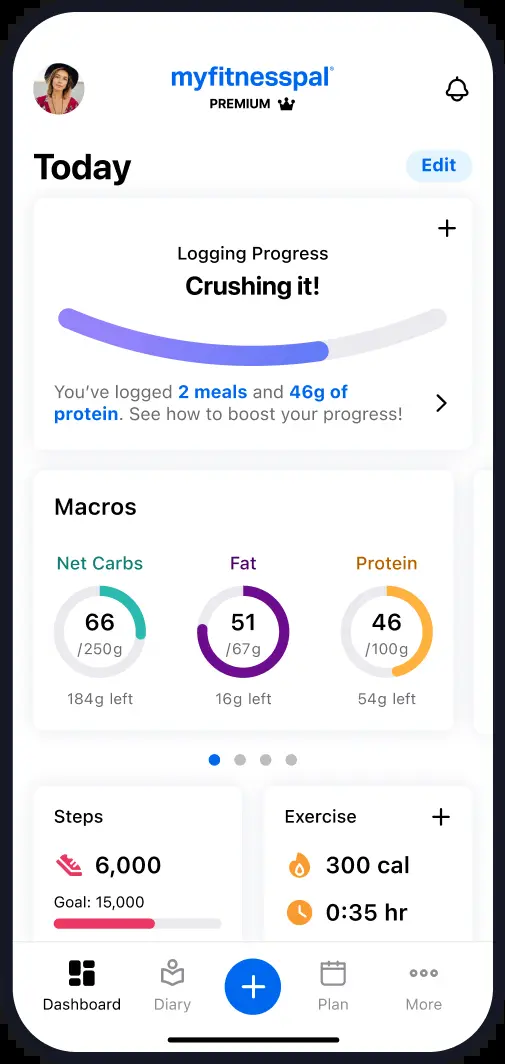 myfitnesspal®
PREMIUM
Today
Edit
Logging Progress
Crushing it!
You’ve logged 2 meals and 46g of
protein. See how to boost your progress!
Macros
Net Carbs
Fat
Protein
66
/250g
51
/67g
46
/100g
184g left
16g left
54g left
Steps
Exercise
6,000
300 cal
Goal: 15,000
0:35 hr
Dashboard
Diary
Plan
More